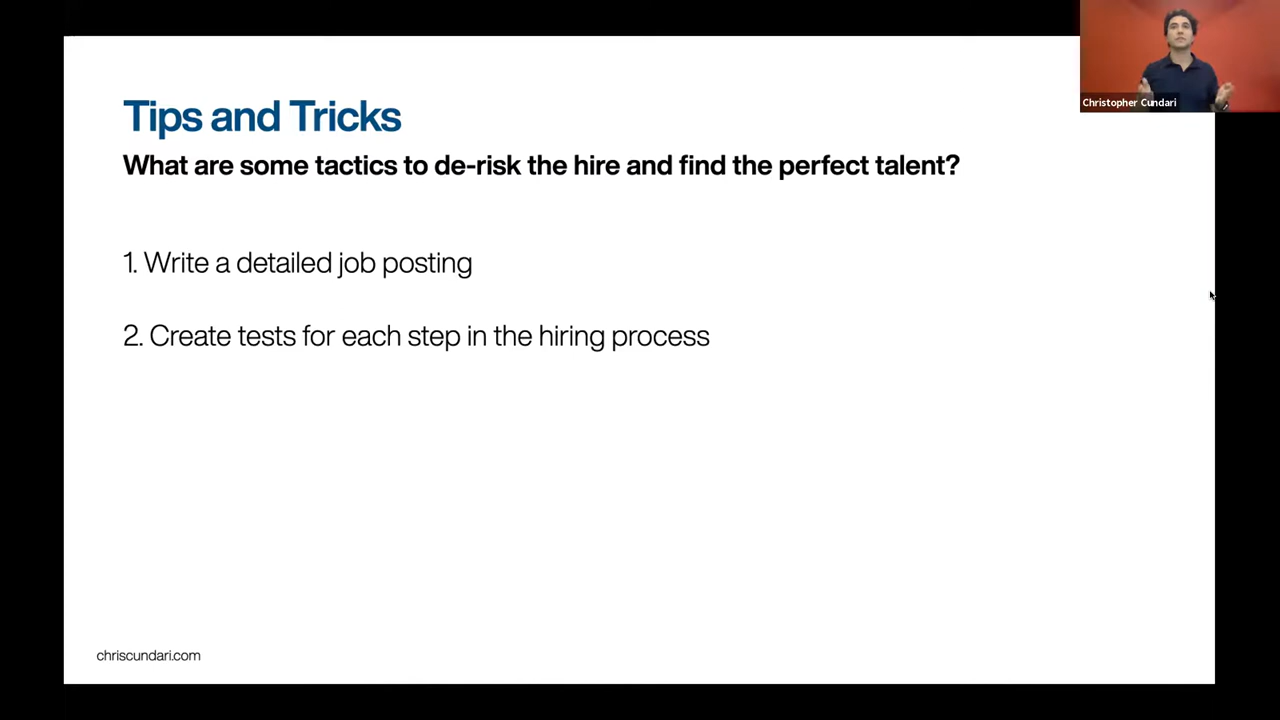 Christopher Cundari
Tips and Tricks
What are some tactics to de-risk the hire and find the perfect talent?
1. Write a detailed job posting
2. Create tests for each step in the hiring process
chriscundari.com